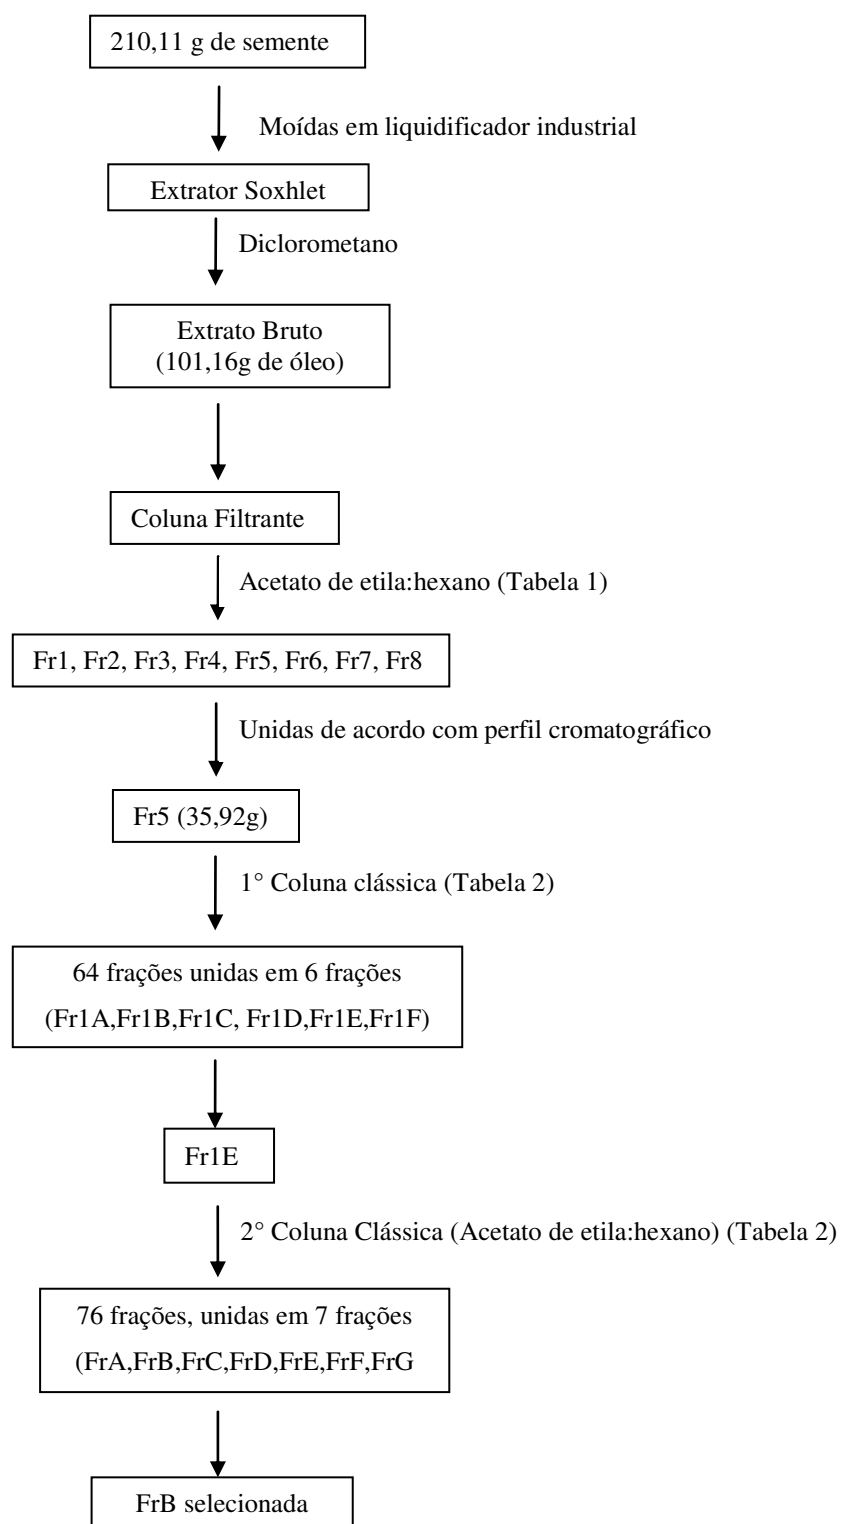 210,11 g de semente
Moídas em liquidificador industrial
Extrator Soxhlet
Diclorometano
Extrato Bruto
(101,16g de óleo)
Coluna Filtrante
Acetato de etila:hexano (Tabela 1)
Fr1, Fr2, Fr3, Fr4, Fr5, Fr6, Fr7, Fr8
Unidas de acordo com perfil cromatográfico
Fr5 (35,92g)
1° Coluna clássica (Tabela 2)
64 frações unidas em 6 frações
(Fr1A,Fr1B,Fr1C, Fr1D,Fr1E,Fr1F)
Fr1E
2° Coluna Clássica (Acetato de etila:hexano) (Tabela 2)
76 frações, unidas em 7 frações
(FrA,FrB,FrC,FrD,FrE,FrF,FrG
FrB selecionada